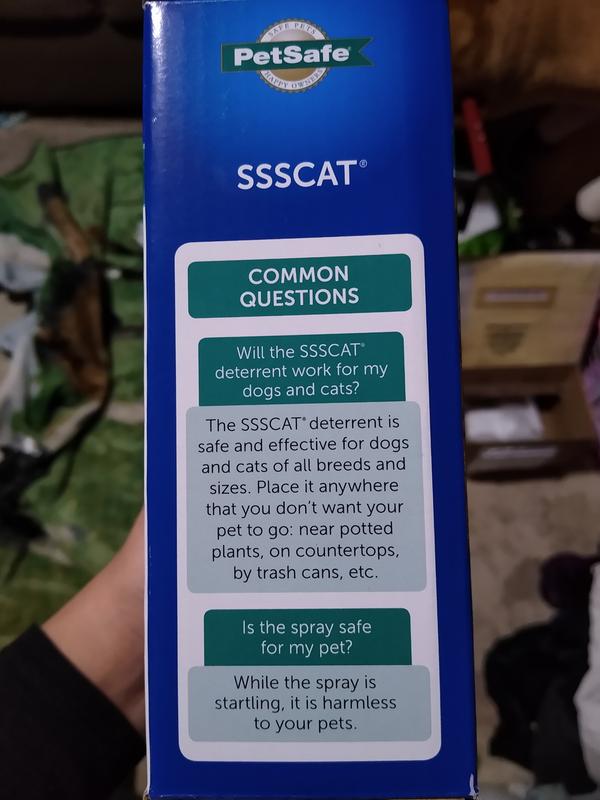 SAFE PETS
PetSafe®
HAPPY OWNERS
SSSCAT®
COMMON
QUESTIONS
Will the SSSCAT®
deterrent work for my
dogs and cats?
The SSSCAT® deterrent is
safe and effective for dogs
and cats of all breeds and
sizes. Place it anywhere
that you don't want your
pet to go: near potted
plants, on countertops,
by trash cans, etc.
Is the spray safe
for my pet?
While the spray is
startling, it is harmless
to your pets.